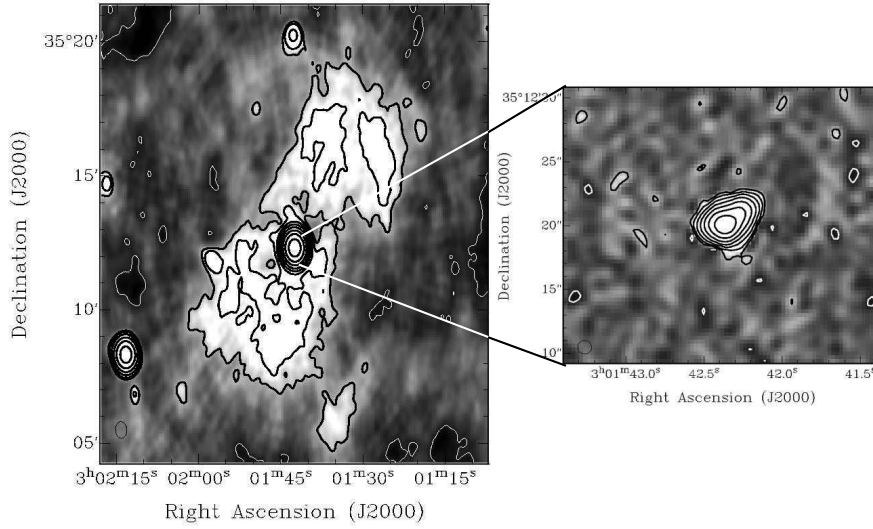 35°20′
15′
10′
05′
3ʰ02ᵐ15ˢ 02ᵐ00ˢ 01ᵐ45ˢ 01ᵐ30ˢ 01ᵐ15ˢ
Right Ascension (J2000)
Declination (J2000)
35°12′30″
25″
20″
15″
10″
3ʰ01ᵐ43.0ˢ 42.5ˢ 42.0ˢ 41.5ˢ
Right Ascension (J2000)
Declination (J2000)